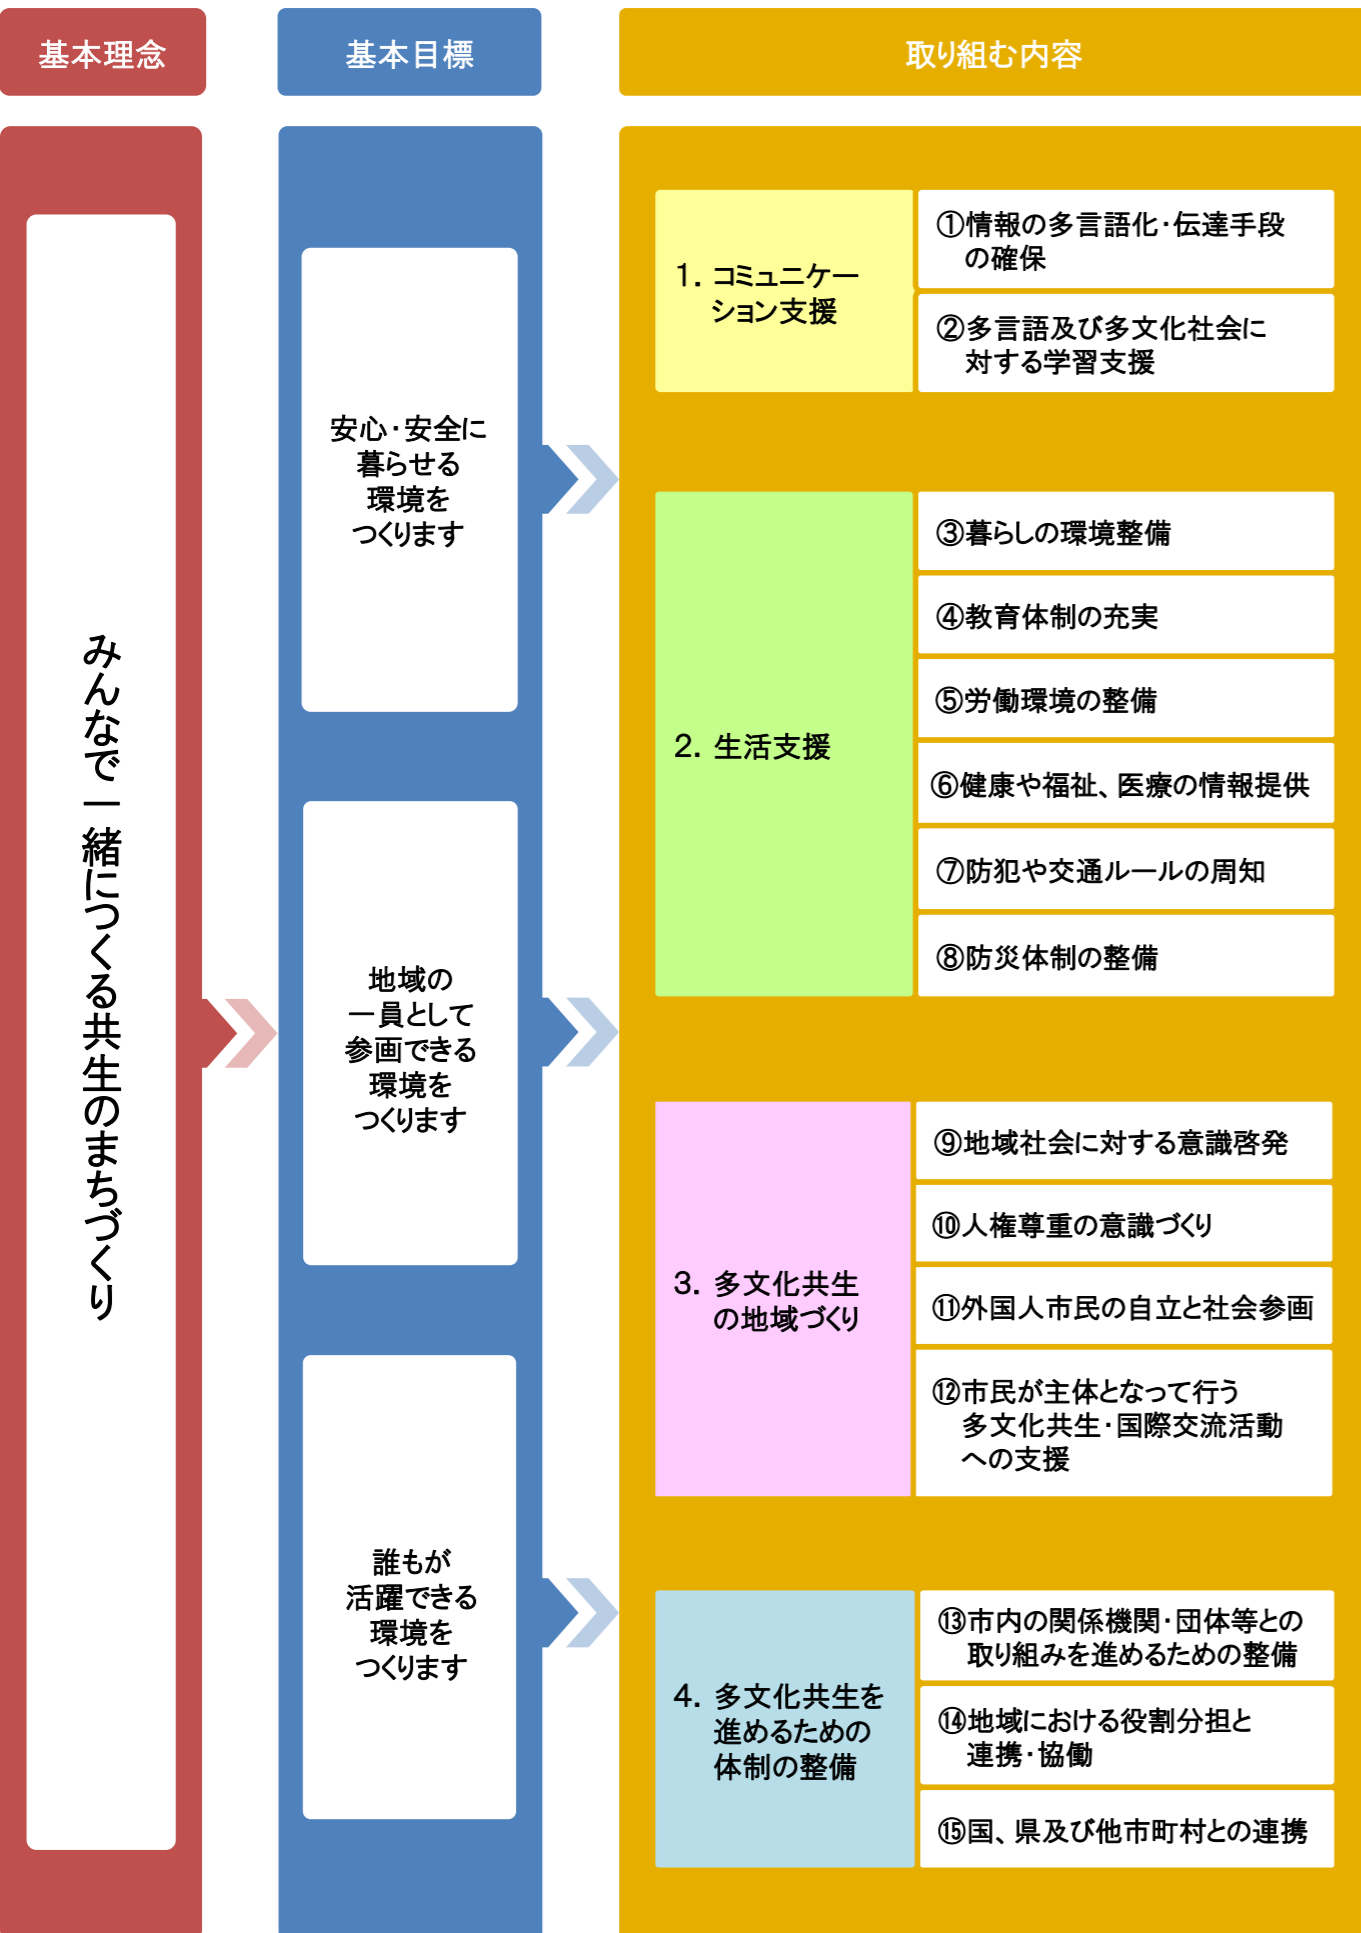 基本理念
基本目標
取り組む内容
みんなで一緒につくる共生のまちづくり
安心・安全に
暮らせる
環境を
つくります
地域の
一員として
参画できる
環境を
つくります
誰もが
活躍できる
環境を
つくります
1．コミュニケー
ション支援
①情報の多言語化・伝達手段
の確保
②多言語及び多文化社会に
対する学習支援
2．生活支援
③暮らしの環境整備
④教育体制の充実
⑤労働環境の整備
⑥健康や福祉、医療の情報提供
⑦防犯や交通ルールの周知
⑧防災体制の整備
3．多文化共生
の地域づくり
⑨地域社会に対する意識啓発
⑩人権尊重の意識づくり
⑪外国人市民の自立と社会参画
⑫市民が主体となって行う
多文化共生・国際交流活動
への支援
4．多文化共生を
進めるための
体制の整備
⑬市内の関係機関・団体等との
取り組みを進めるための整備
⑭地域における役割分担と
連携・協働
⑮国、県及び他市町村との連携